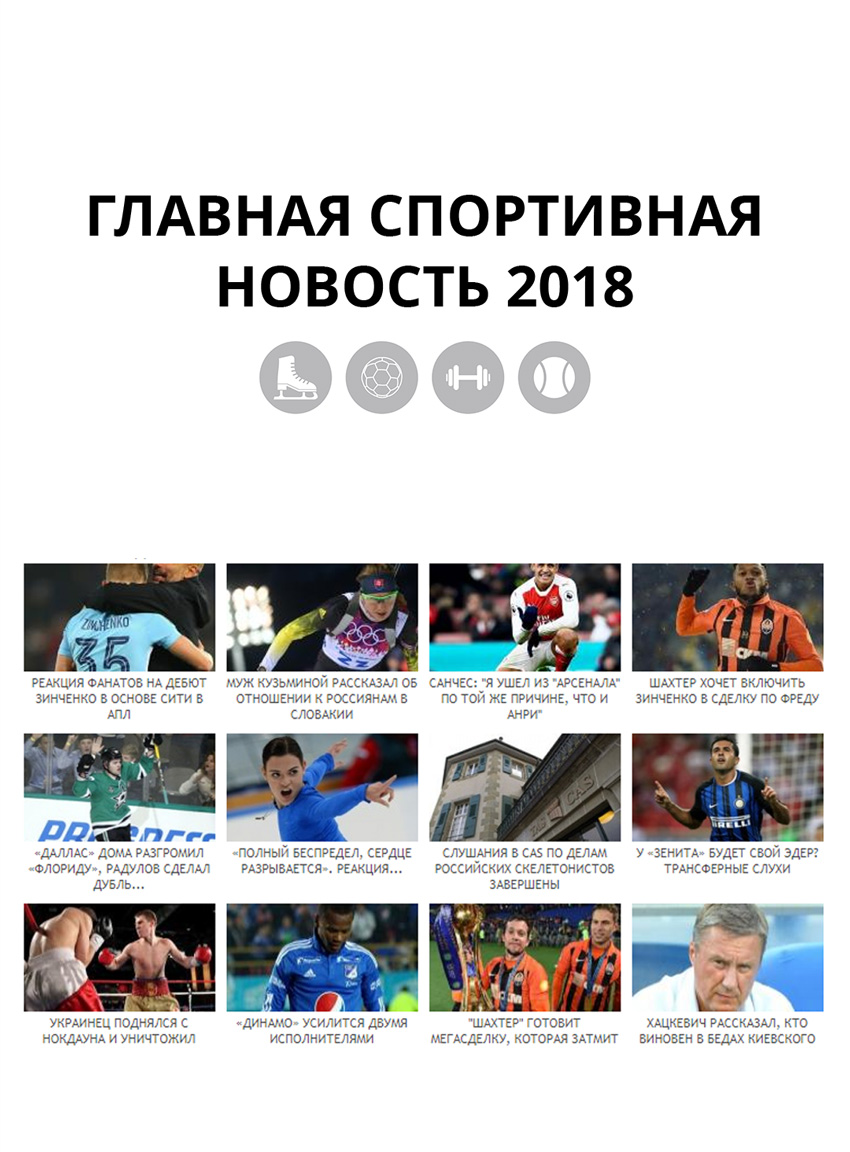 ГЛАВНАЯ СПОРТИВНАЯ
НОВОСТЬ 2018
ZINCHENKO
35
РЕАКЦИЯ ФАНАТОВ НА ДЕБЮТ
ЗИНЧЕНКО В ОСНОВЕ СИТИ В
АПЛ
МУЖ КУЗЬМИНОЙ РАССКАЗАЛ ОБ
ОТНОШЕНИИ К РОССИЯНАМ В
СЛОВАКИИ
САНЧЕС: "Я УШЕЛ ИЗ "АРСЕНАЛА"
ПО ТОЙ ЖЕ ПРИЧИНЕ, ЧТО И
АНРИ"
ШАХТЕР ХОЧЕТ ВКЛЮЧИТЬ
ЗИНЧЕНКО В СДЕЛКУ ПО ФРЕДУ
«ДАЛЛАС» ДОМА РАЗГРОМИЛ
«ФЛОРИДУ», РАДУЛОВ СДЕЛАЛ
ДУБЛЬ...
«ПОЛНЫЙ БЕСПРЕДЕЛ, СЕРДЦЕ
РАЗРЫВАЕТСЯ». РЕАКЦИЯ...
TAS CAS
СЛУШАНИЯ В CAS ПО ДЕЛАМ
РОССИЙСКИХ СКЕЛЕТОНИСТОВ
ЗАВЕРШЕНЫ
PIRELLI
У «ЗЕНИТА» БУДЕТ СВОЙ ЭДЕР?
ТРАНСФЕРНЫЕ СЛУХИ
УКРАИНЕЦ ПОДНЯЛСЯ С
НОКДАУНА И УНИЧТОЖИЛ
«ДИНАМО» УСИЛИТСЯ ДВУМЯ
ИСПОЛНИТЕЛЯМИ
"ШАХТЕР" ГОТОВИТ
МЕГАСДЕЛКУ, КОТОРАЯ ЗАТМИТ
ХАЦКЕВИЧ РАССКАЗАЛ, КТО
ВИНОВЕН В БЕДАХ КИЕВСКОГО